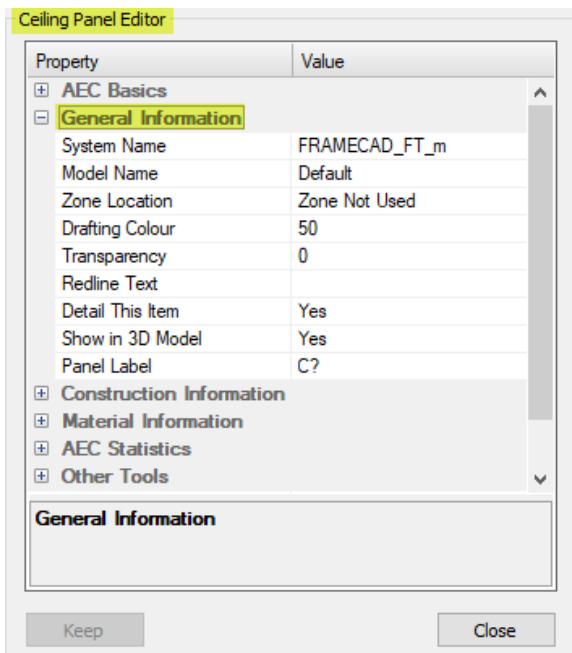 Ceiling Panel Editor
Property Value
AEC Basics
General Information
System Name FRAMECAD_FT_m
Model Name Default
Zone Location Zone Not Used
Drafting Colour 50
Transparency 0
Redline Text
Detail This Item Yes
Show in 3D Model Yes
Panel Label C?
Construction Information
Material Information
AEC Statistics
Other Tools
General Information
Keep Close